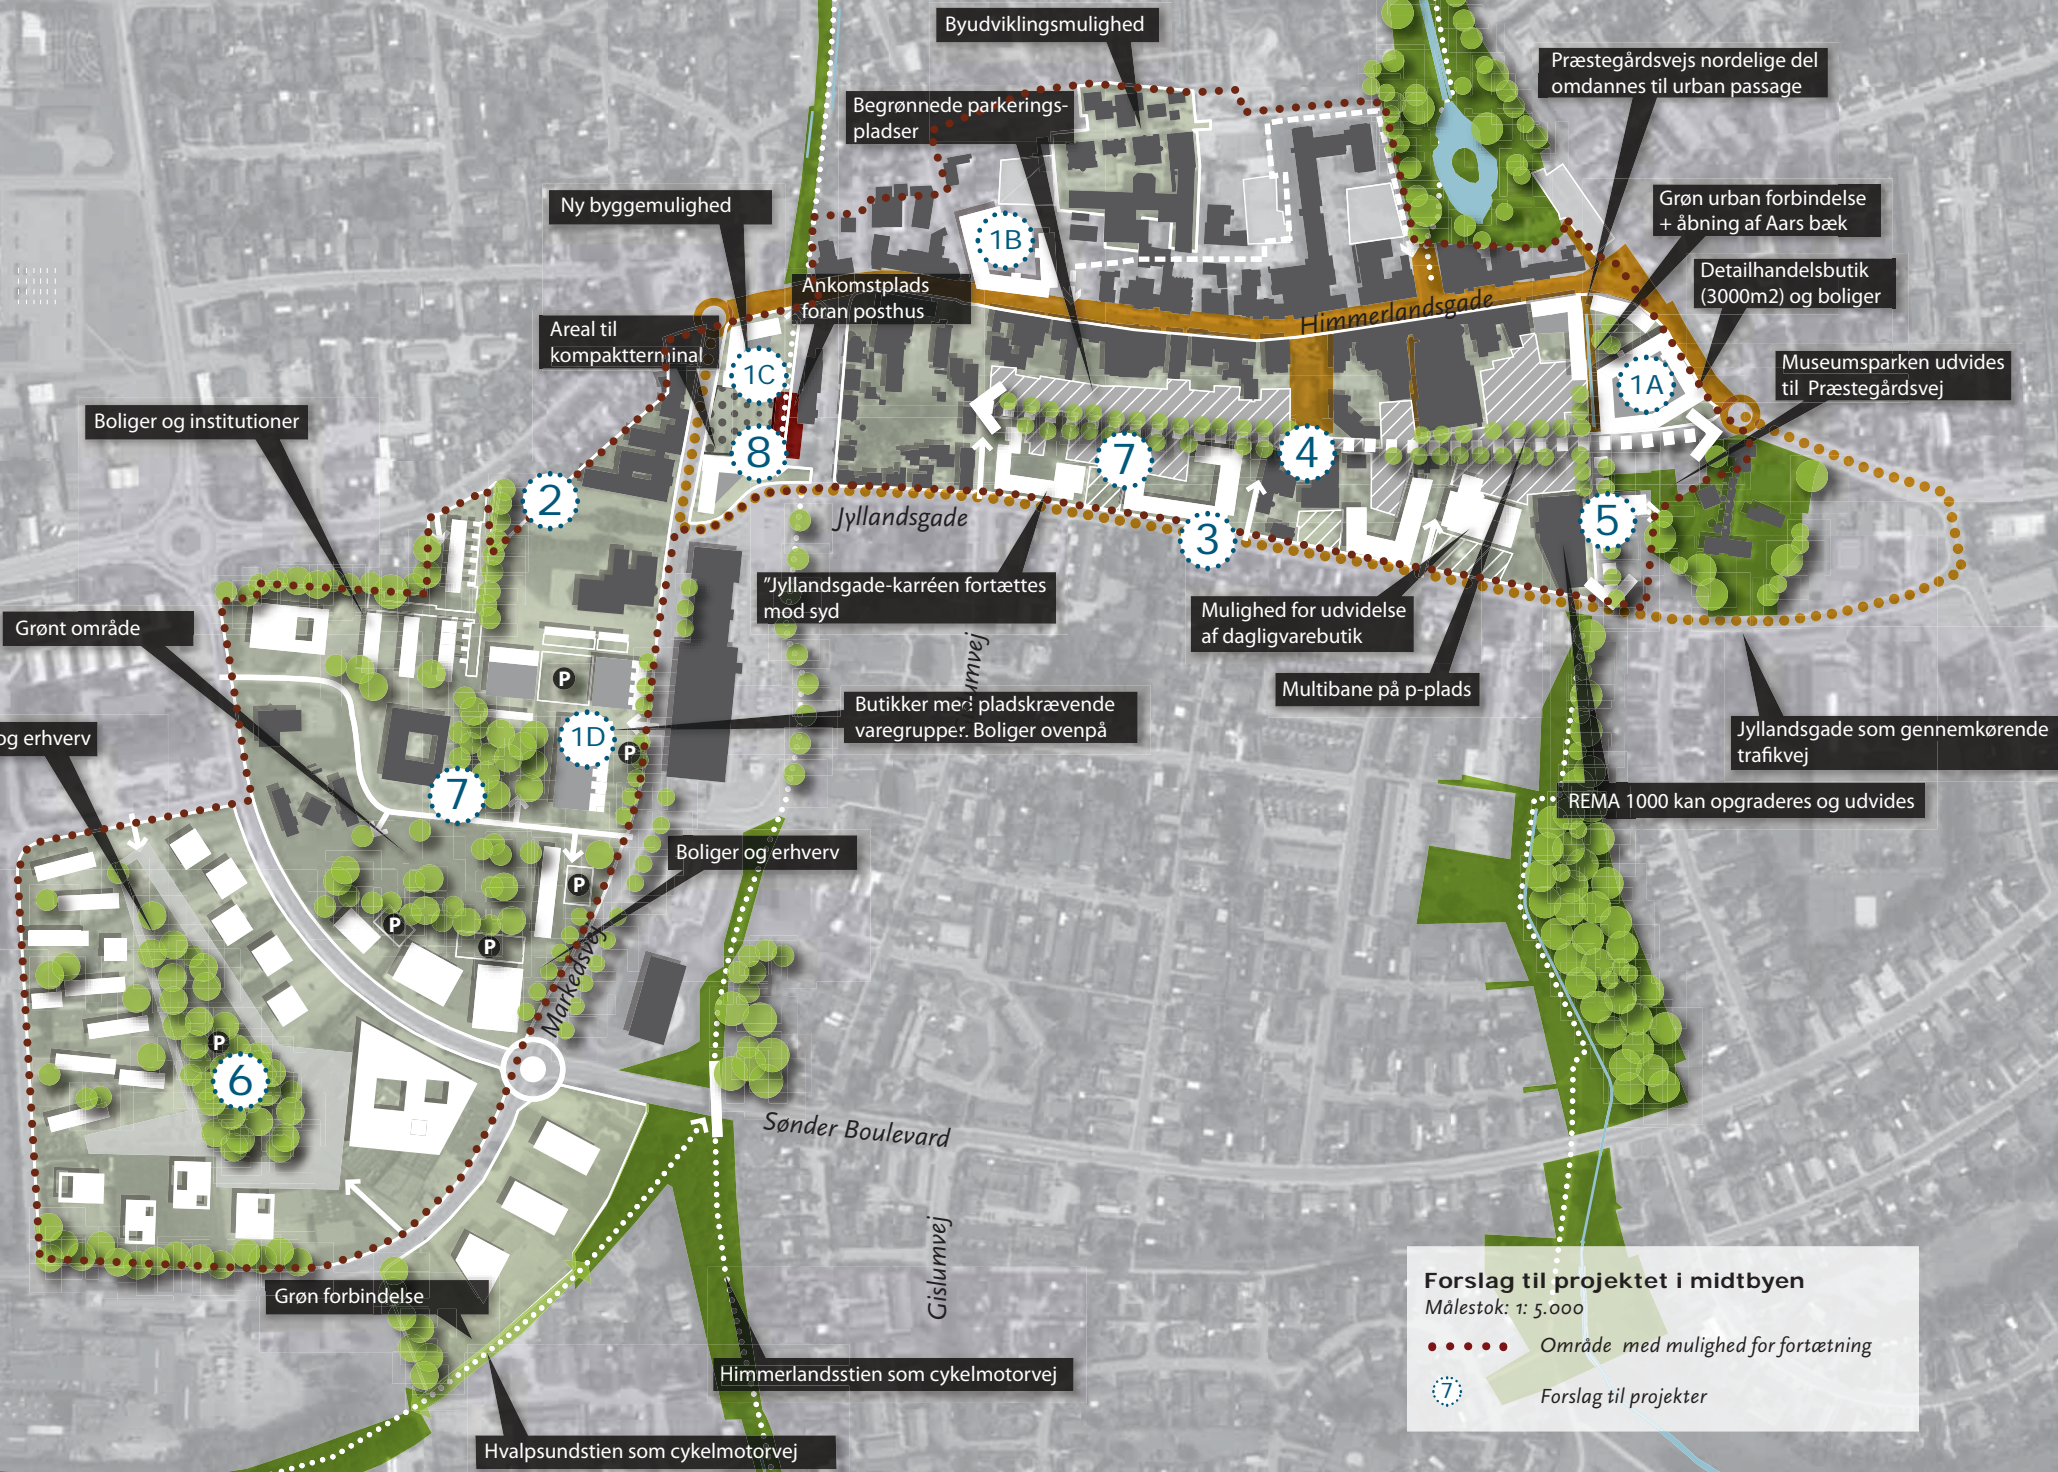 Byudviklingsmulighed
Præstegårdsvejs nordelige del
omdannes til urban passage
Begrønnede parkerings-
pladser
Ny byggemulighed
Grøn urban forbindelse
+ åbning af Aars bæk
1B
Ankomstplads
foran posthus
Detailhandelsbutik
(3000m2) og boliger
Himmerlandsgade
Areal til
kompaktterminal
1C
1A
Museumsparken udvides
til Præstegårdsvej
Boliger og institutioner
8
7
4
2
Jyllandsgade
3
5
"Jyllandsgade-karréen fortættes
mod syd
Mulighed for udvidelse
af dagligvarebutik
Grønt område
P
umvej
Multibane på p-plads
Butikker med pladskrævende
varegrupper. Boliger ovenpå
Jyllandsgade som gennemkørende
trafikvej
og erhverv
1D
P
7
REMA 1000 kan opgraderes og udvides
Boliger og erhverv
P
P
P
Markedsvej
P
6
Sønder Boulevard
Gislumvej
Grøn forbindelse
Himmerlandsstien som cykelmotorvej
Hvalpsundstien som cykelmotorvej
Forslag til projektet i midtbyen
Målestok: 1: 5.000
Område med mulighed for fortætning
7
Forslag til projekter